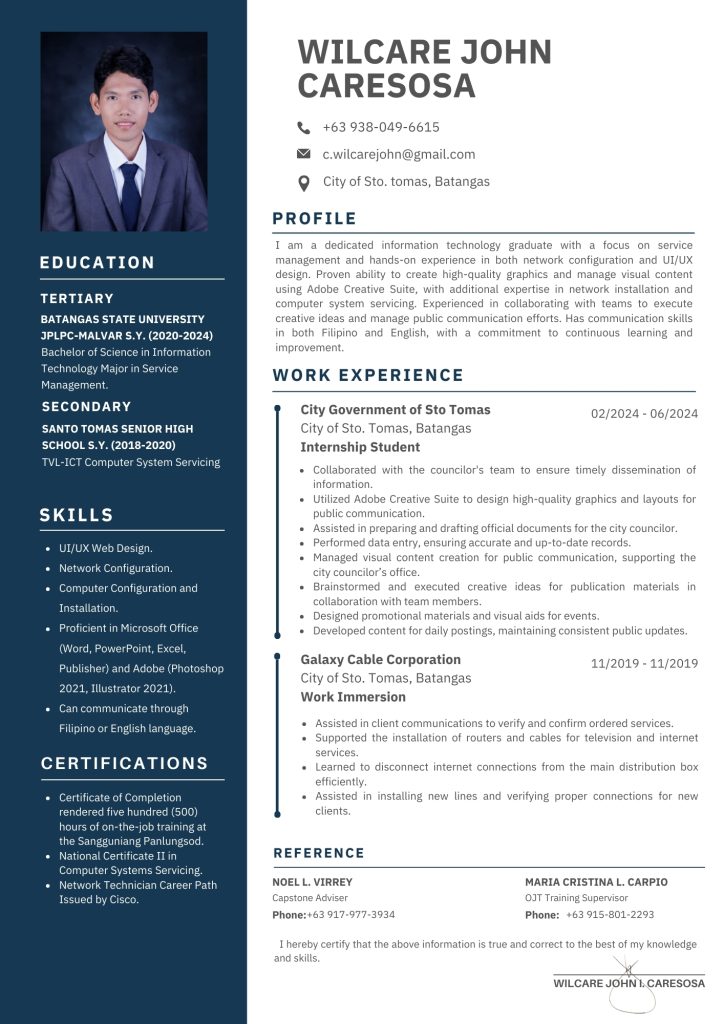 WILCARE JOHN
CARESOSA
+63 938-049-6615
c.wilcarejohn@gmail.com
City of Sto. tomas, Batangas
EDUCATION
TERTIARY
BATANGAS STATE UNIVERSITY
JPLPC-MALVAR S.Y. (2020-2024)
Bachelor of Science in Information
Technology Major in Service
Management.
SECONDARY
SANTO TOMAS SENIOR HIGH
SCHOOL S.Y. (2018-2020)
TVL-ICT Computer System Servicing
SKILLS
• UI/UX Web Design.
• Network Configuration.
• Computer Configuration and
Installation.
• Proficient in Microsoft Office
(Word, PowerPoint, Excel,
Publisher) and Adobe (Photoshop
2021, Illustrator 2021).
• Can communicate through
Filipino or English language.
CERTIFICATIONS
• Certificate of Completion
rendered five hundred (500)
hours of on-the-job training at
the Sangguniang Panlungsod.
• National Certificate II in
Computer Systems Servicing.
• Network Technician Career Path
Issued by Cisco.
PROFILE
I am a dedicated information technology graduate with a focus on service
management and hands-on experience in both network configuration and UI/UX
design. Proven ability to create high-quality graphics and manage visual content
using Adobe Creative Suite, with additional expertise in network installation and
computer system servicing. Experienced in collaborating with teams to execute
creative ideas and manage public communication efforts. Has communication skills
in both Filipino and English, with a commitment to continuous learning and
improvement.
WORK EXPERIENCE
City Government of Sto Tomas
02/2024 - 06/2024
City of Sto. Tomas, Batangas
Internship Student
• Collaborated with the councilor's team to ensure timely dissemination of
information.
• Utilized Adobe Creative Suite to design high-quality graphics and layouts for
public communication.
• Assisted in preparing and drafting official documents for the city councilor.
• Performed data entry, ensuring accurate and up-to-date records.
• Managed visual content creation for public communication, supporting the
city councilor's office.
• Brainstormed and executed creative ideas for publication materials in
collaboration with team members.
• Designed promotional materials and visual aids for events.
• Developed content for daily postings, maintaining consistent public updates.
Galaxy Cable Corporation
11/2019 - 11/2019
City of Sto. Tomas, Batangas
Work Immersion
• Assisted in client communications to verify and confirm ordered services.
• Supported the installation of routers and cables for television and internet
services.
• Learned to disconnect internet connections from the main distribution box
efficiently.
• Assisted in installing new lines and verifying proper connections for new
clients.
REFERENCE
NOEL L. VIRREY
Capstone Adviser
Phone:+63 917-977-3934
MARIA CRISTINA L. CARPIO
OJT Training Supervisor
Phone: +63 915-801-2293
I hereby certify that the above information is true and correct to the best of my knowledge
and skills.
WILCARE JOHN I. CARESOSA